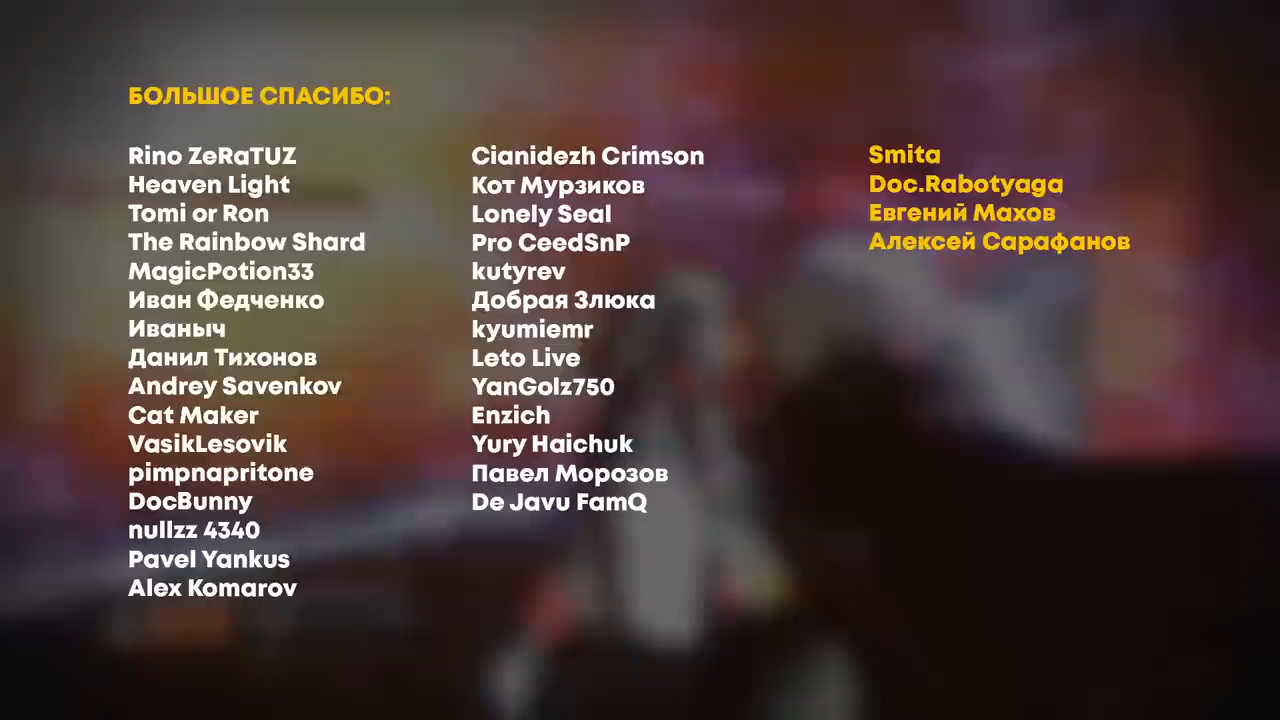 БОЛЬШОЕ СПАСИБО:
Rino ZeRaTUZ
Heaven Light
Tomi or Ron
The Rainbow Shard
MagicPotion33
Иван Федченко
Иваныч
Данил Тихонов
Andrey Savenkov
Cat Maker
VasikLesovik
pimpnapritone
DocBunny
nullzz 4340
Pavel Yankus
Alex Komarov
Cianidezh Crimson
Кот Мурзиков
Lonely Seal
Pro CeedSnP
kutyrev
Добрая Злюка
kyumiemr
Leto Live
YanGolz750
Enzich
Yury Haichuk
Павел Морозов
De Javu FamQ
Smita
Doc.Rabotyaga
Евгений Махов
Алексей Сарафанов